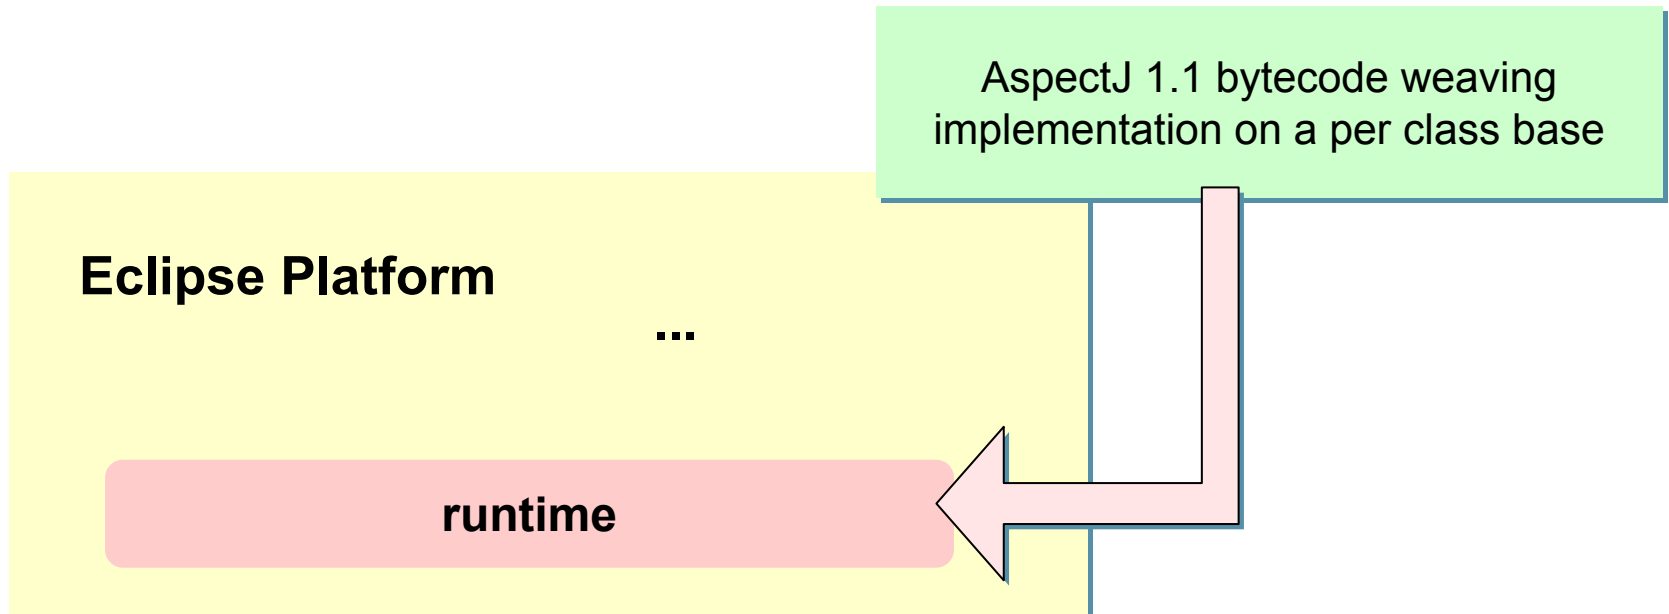 AspectJ 1.1 bytecode weaving
implementation on a per class base
Eclipse Platform
...
runtime